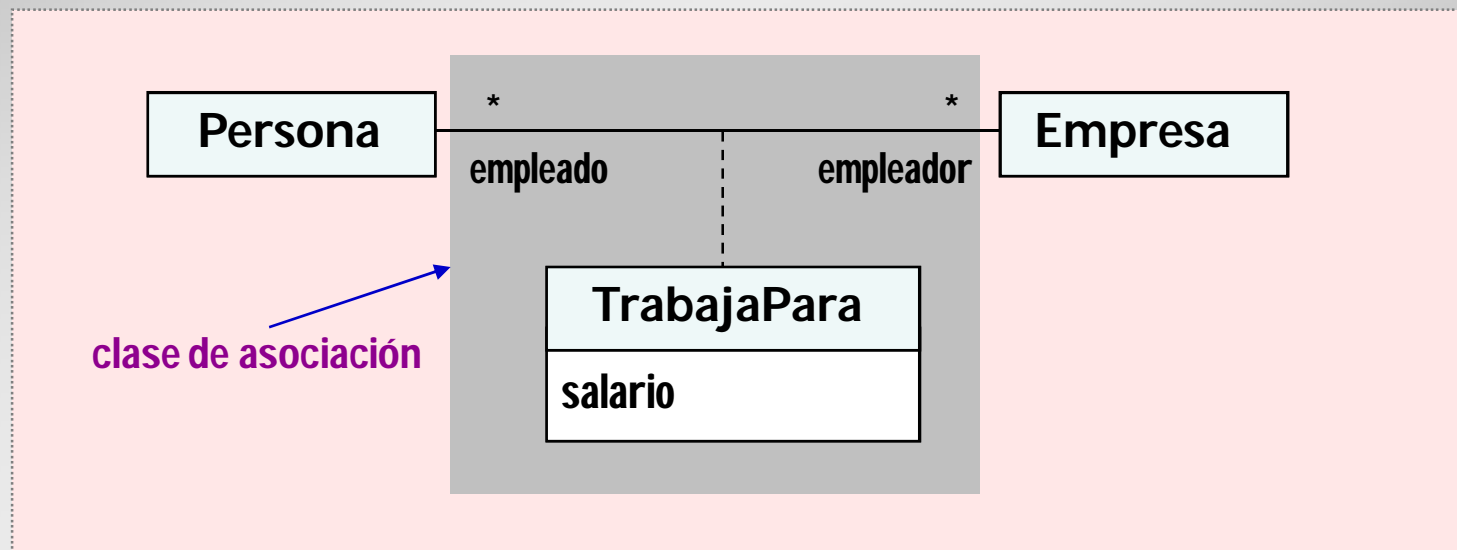 * *
Persona Empresa
empleado empleador
TrabajaPara
clase de asociación
salario